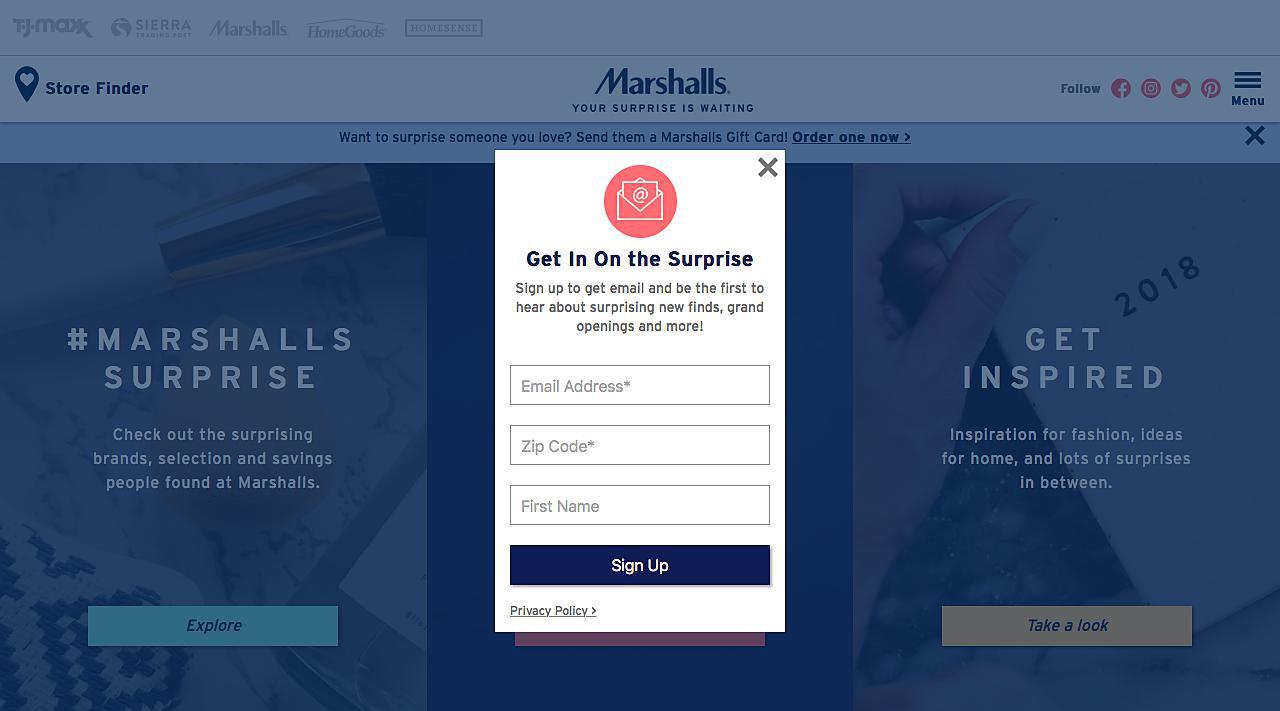 T·J·maxx SIERRA TRADING POST Marshalls HomeGoods HOMESENSE
Store Finder
Marshalls.
YOUR SURPRISE IS WAITING
Follow
Menu
Want to surprise someone you love? Send them a Marshalls Gift Card! Order one now >
@
Get In On the Surprise
Sign up to get email and be the first to
hear about surprising new finds, grand
openings and more!
Email Address*
Zip Code*
First Name
Sign Up
Privacy Policy >
#MARSHALLS
SURPRISE
Check out the surprising
brands, selection and savings
people found at Marshalls.
Explore
2018
GET
INSPIRED
Inspiration for fashion, ideas
for home, and lots of surprises
in between.
Take a look